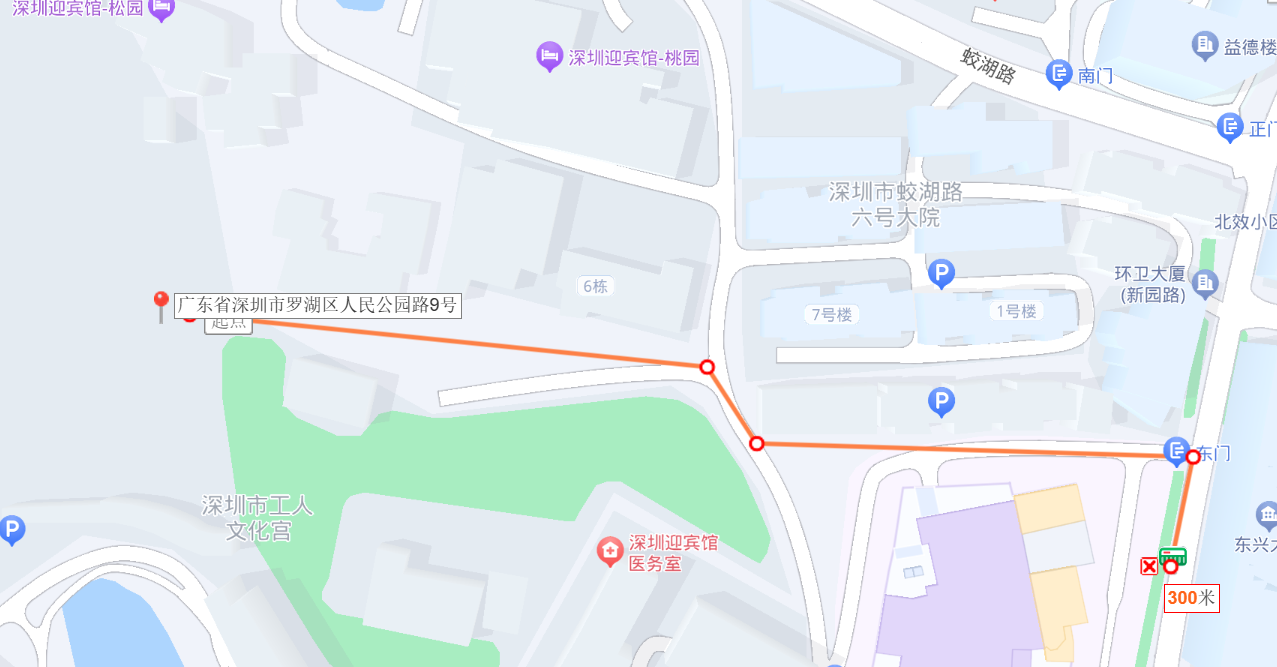 深圳迎宾馆-松园
深圳迎宾馆-桃园
蛟湖路
南门
益德楼
正门
深圳市蛟湖路
六号大院
北效小区
环卫大厦
(新园路)
P
6栋
7号楼
1号楼
广东省深圳市罗湖区人民公园路9号
起点
P
东门
深圳市工人
文化宫
P
深圳迎宾馆
医务室
东兴大
300米